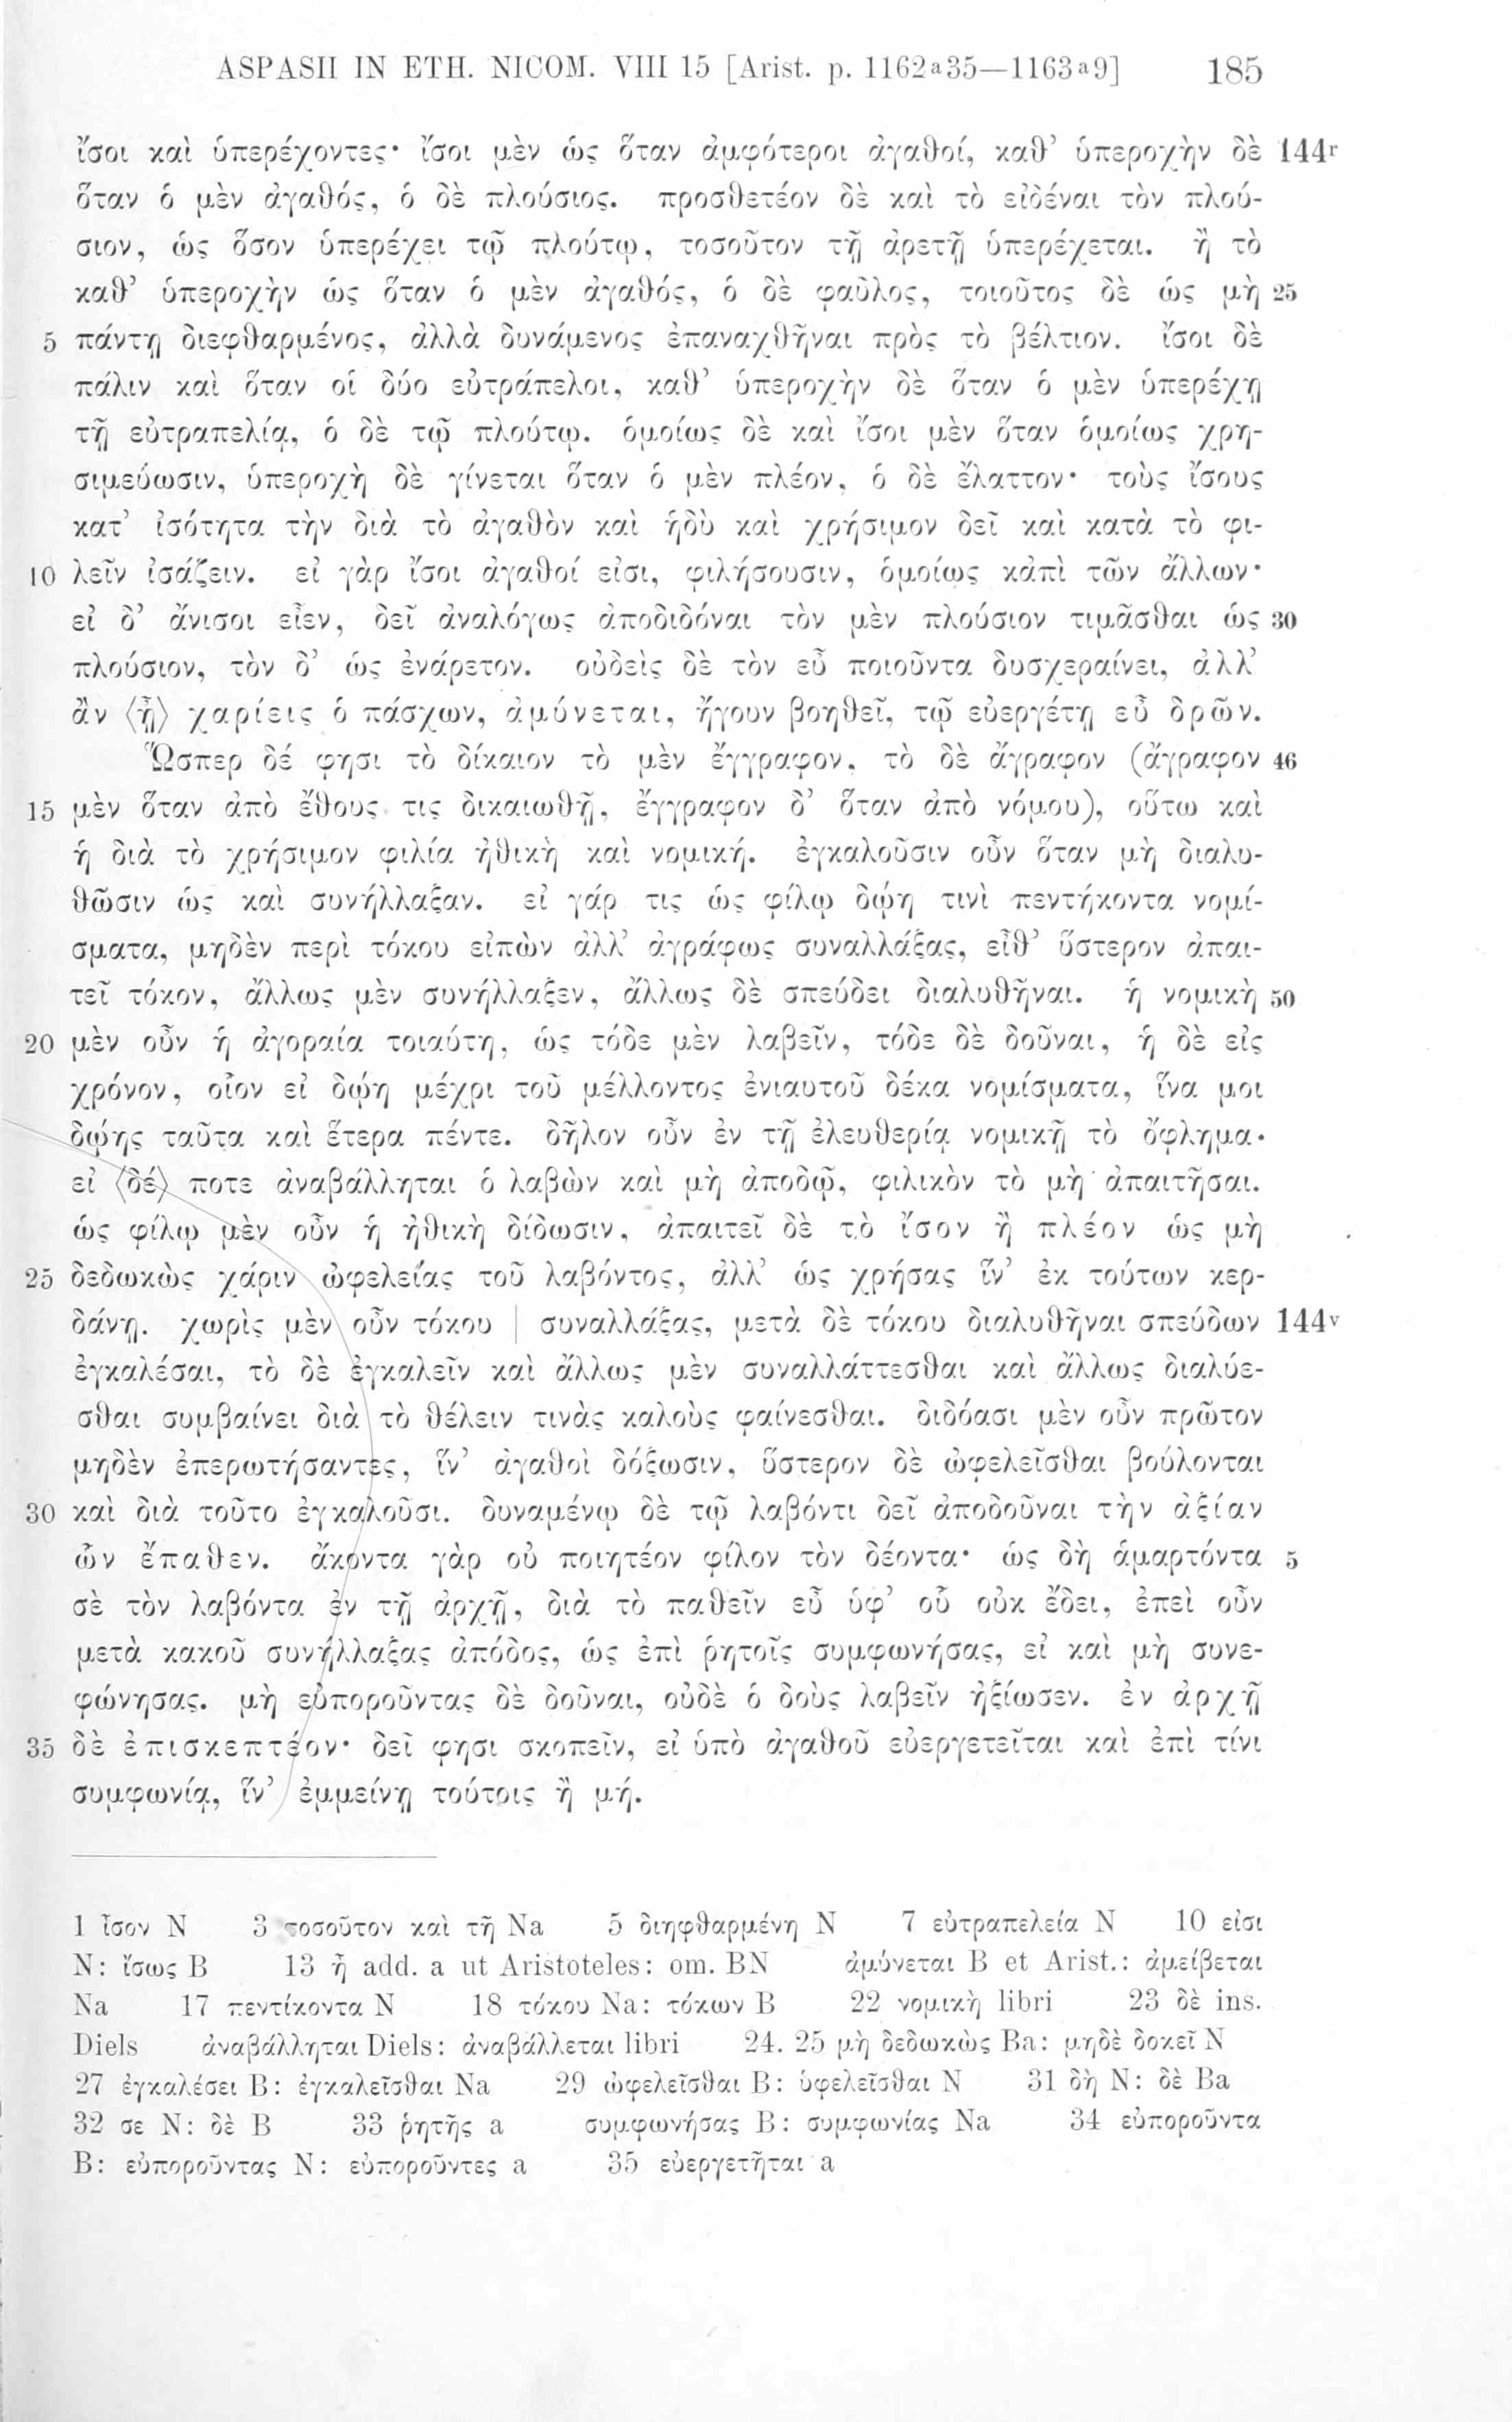 ASPASII IN ETH. NICOM. VIII 15 [Arist. p. 1162ᵃ35—1163ᵃ9] 185
ἴσοι καὶ ὑπερέχοντες· ἴσοι μὲν ὡς ὅταν ἀμφότεροι ἀγαθοί, καθ’ ὑπεροχὴν δὲ 144ʳ
ὅταν ὁ μὲν ἀγαθός, ὁ δὲ πλούσιος. προσθετέον δὲ καὶ τὸ εἰδέναι τὸν πλού-
σιον, ὡς ὅσον ὑπερέχει τῷ πλούτῳ, τοσοῦτον τῇ ἀρετῇ ὑπερέχεται. ἢ τὸ
καθ’ ὑπεροχὴν ὡς ὅταν ὁ μὲν ἀγαθός, ὁ δὲ φαῦλος, τοιοῦτος δὲ ὡς μὴ 25
5 πάντῃ διεφθαρμένος, ἀλλὰ δυνάμενος ἐπαναχθῆναι πρὸς τὸ βέλτιον. ἴσοι δὲ
πάλιν καὶ ὅταν οἱ δύο εὐτράπελοι, καθ’ ὑπεροχὴν δὲ ὅταν ὁ μὲν ὑπερέχῃ
τῇ εὐτραπελίᾳ, ὁ δὲ τῷ πλούτῳ. ὁμοίως δὲ καὶ ἴσοι μὲν ὅταν ὁμοίως χρη-
σιμεύωσιν, ὑπεροχὴ δὲ γίνεται ὅταν ὁ μὲν πλέον, ὁ δὲ ἔλαττον· τοὺς ἴσους
κατ’ ἰσότητα τὴν διὰ τὸ ἀγαθὸν καὶ ἡδὺ καὶ χρήσιμον δεῖ καὶ κατὰ τὸ φι-
10 λεῖν ἰσάζειν. εἰ γὰρ ἴσοι ἀγαθοί εἰσι, φιλήσουσιν, ὁμοίως κἀπὶ τῶν ἄλλων·
εἰ δ’ ἄνισοι εἶεν, δεῖ ἀναλόγως ἀποδιδόναι τὸν μὲν πλούσιον τιμᾶσθαι ὡς 30
πλούσιον, τὸν δ’ ὡς ἐνάρετον. οὐδεὶς δὲ τὸν εὖ ποιοῦντα δυσχεραίνει, ἀλλ’
ἂν ⟨ᾖ⟩ χαρίεις ὁ πάσχων, ἀμύνεται, ἤγουν βοηθεῖ, τῷ εὐεργέτῃ εὖ δρῶν.
Ὥσπερ δέ φησι τὸ δίκαιον τὸ μὲν ἔγγραφον, τὸ δὲ ἄγραφον (ἄγραφον 46
15 μὲν ὅταν ἀπὸ ἔθους τις δικαιωθῇ, ἔγγραφον δ’ ὅταν ἀπὸ νόμου), οὕτω καὶ
ἡ διὰ τὸ χρήσιμον φιλία ἠθικὴ καὶ νομική. ἐγκαλοῦσιν οὖν ὅταν μὴ διαλυ-
θῶσιν ὡς καὶ συνήλλαξαν. εἰ γάρ τις ὡς φίλῳ δῴη τινὶ πεντήκοντα νομί-
σματα, μηδὲν περὶ τόκου εἰπὼν ἀλλ’ ἀγράφως συναλλάξας, εἶθ’ ὕστερον ἀπαι-
τεῖ τόκον, ἄλλως μὲν συνήλλαξεν, ἄλλως δὲ σπεύδει διαλυθῆναι. ἡ νομικὴ 50
20 μὲν οὖν ἡ ἀγοραία τοιαύτη, ὡς τόδε μὲν λαβεῖν, τόδε δὲ δοῦναι, ἡ δὲ εἰς
χρόνον, οἷον εἰ δῴη μέχρι τοῦ μέλλοντος ἐνιαυτοῦ δέκα νομίσματα, ἵνα μοι
δῴης ταῦτα καὶ ἕτερα πέντε. δῆλον οὖν ἐν τῇ ἐλευθερίᾳ νομικῇ τὸ ὄφλημα·
εἰ ⟨δέ⟩ ποτε ἀναβάλληται ὁ λαβὼν καὶ μὴ ἀποδῷ, φιλικὸν τὸ μὴ ἀπαιτῆσαι.
ὡς φίλῳ μὲν οὖν ἡ ἠθικὴ δίδωσιν, ἀπαιτεῖ δὲ τὸ ἴσον ἢ πλέον ὡς μὴ
25 δεδωκὼς χάριν ὠφελείας τοῦ λαβόντος, ἀλλ’ ὡς χρήσας ἵν’ ἐκ τούτων κερ-
δάνῃ. χωρὶς μὲν οὖν τόκου | συναλλάξας, μετὰ δὲ τόκου διαλυθῆναι σπεύδων 144ᵛ
ἐγκαλέσαι, τὸ δὲ ἐγκαλεῖν καὶ ἄλλως μὲν συναλλάττεσθαι καὶ ἄλλως διαλύε-
σθαι συμβαίνει διὰ τὸ θέλειν τινὰς καλοὺς φαίνεσθαι. διδόασι μὲν οὖν πρῶτον
μηδὲν ἐπερωτήσαντες, ἵν’ ἀγαθοὶ δόξωσιν, ὕστερον δὲ ὠφελεῖσθαι βούλονται
30 καὶ διὰ τοῦτο ἐγκαλοῦσι. δυναμένῳ δὲ τῷ λαβόντι δεῖ ἀποδοῦναι τὴν ἀξίαν
ὧν ἔπαθεν. ἄκοντα γὰρ οὐ ποιητέον φίλον τὸν δέοντα· ὡς δὴ ἁμαρτόντα 5
σὲ τὸν λαβόντα ἐν τῇ ἀρχῇ, διὰ τὸ παθεῖν εὖ ὑφ’ οὗ οὐκ ἔδει, ἐπεὶ οὖν
μετὰ κακοῦ συνήλλαξας ἀπόδος, ὡς ἐπὶ ῥητοῖς συμφωνήσας, εἰ καὶ μὴ συνε-
φώνησας. μὴ εὐποροῦντας δὲ δοῦναι, οὐδὲ ὁ δοὺς λαβεῖν ἠξίωσεν. ἐν ἀρχῇ
35 δὲ ἐπισκεπτέον· δεῖ φησι σκοπεῖν, εἰ ὑπὸ ἀγαθοῦ εὐεργετεῖται καὶ ἐπὶ τίνι
συμφωνίᾳ, ἵν’ ἐμμείνῃ τούτοις ἢ μή.
1 ἶσον N 3 τοσοῦτον καὶ τῇ Na 5 διηφθαρμένη N 7 εὐτραπελεία N 10 εἰσι
N: ἴσως B 13 ᾖ add. a ut Aristoteles: om. BN ἀμύνεται B et Arist.: ἀμείβεται
Na 17 πεντίκοντα N 18 τόκου Na: τόκων B 22 νομικὴ libri 23 δὲ ins.
Diels ἀναβάλληται Diels: ἀναβάλλεται libri 24. 25 μὴ δεδωκὼς Ba: μηδὲ δοκεῖ N
27 ἐγκαλέσει B: ἐγκαλεῖσθαι Na 29 ὠφελεῖσθαι B: ὑφελεῖσθαι N 31 δὴ N: δὲ Ba
32 σε N: δὲ B 33 ῥητῆς a συμφωνήσας B: συμφωνίας Na 34 εὐποροῦντα
B: εὐποροῦντας N: εὐποροῦντες a 35 εὐεργετῆται a